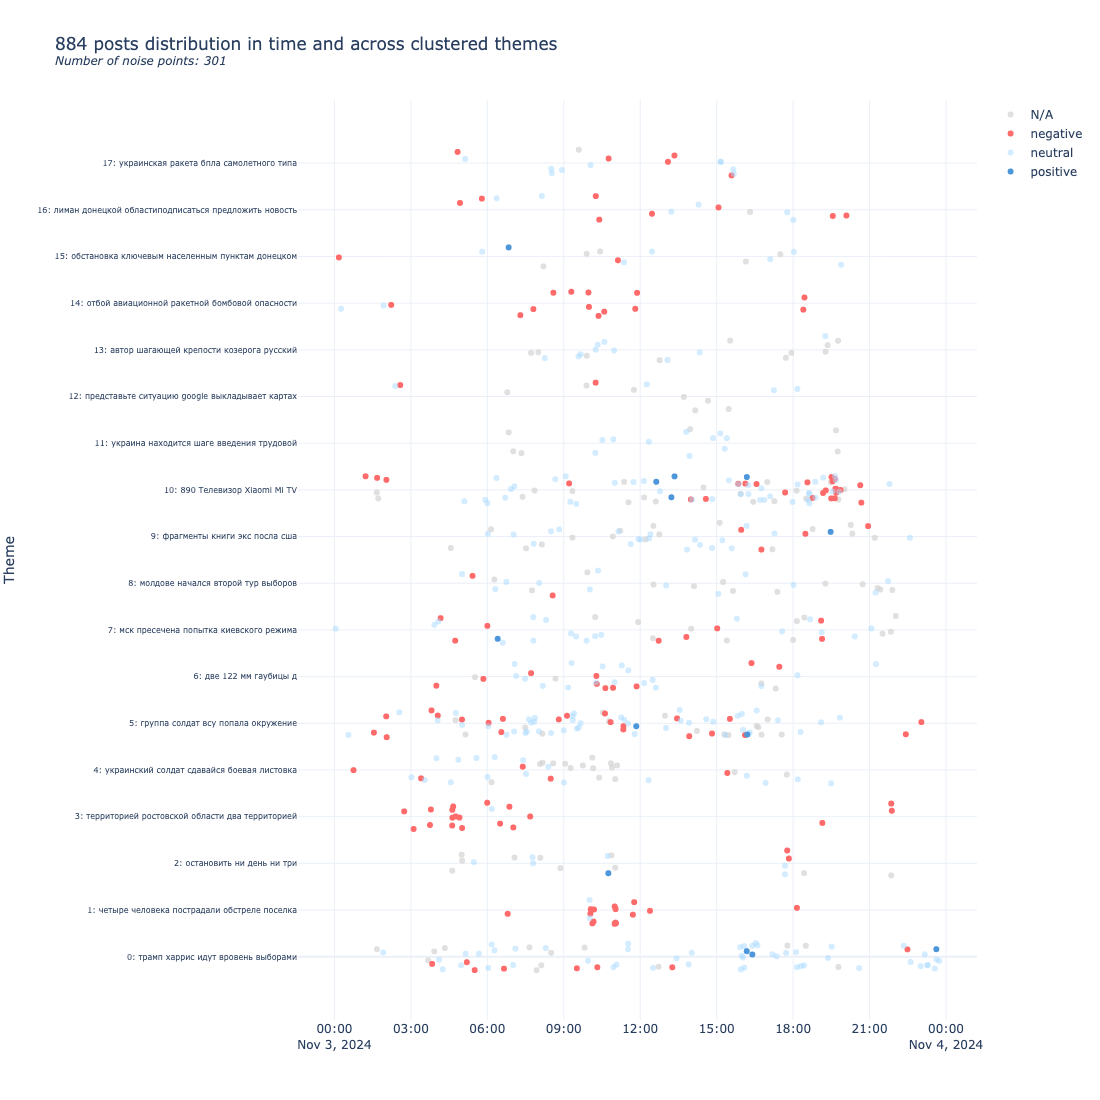 884 posts distribution in time and across clustered themes
Number of noise points: 301
N/A
negative
neutral
positive
17: украинская ракета бпла самолетного типа
16: лиман донецкой областиподписаться предложить новость
15: обстановка ключевым населенным пунктам донецком
14: отбой авиационной ракетной бомбовой опасности
13: автор шагающей крепости козерога русский
12: представьте ситуацию google выкладывает картах
11: украина находится шаге введения трудовой
10: 890 Телевизор Xiaomi MI TV
9: фрагменты книги экс посла сша
8: молдове начался второй тур выборов
7: мск пресечена попытка киевского режима
6: две 122 мм гаубицы д
5: группа солдат всу попала окружение
4: украинский солдат сдавайся боевая листовка
3: территорией ростовской области два территорией
2: остановить ни день ни три
1: четыре человека пострадали обстреле поселка
0: трамп харрис идут вровень выборами
Theme
00:00 03:00 06:00 09:00 12:00 15:00 18:00 21:00 00:00
Nov 3, 2024 Nov 4, 2024